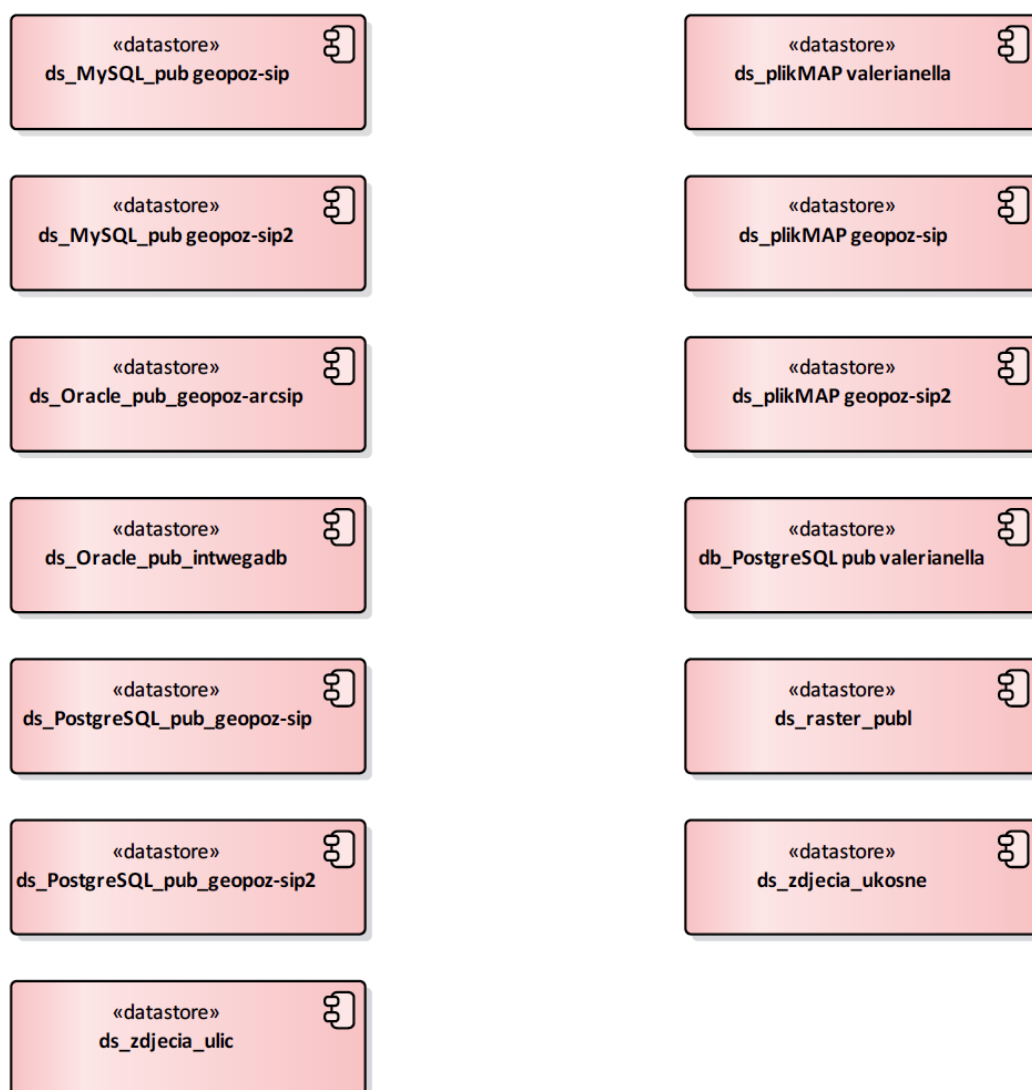 «datastore»
ds_MySQL_pub geopoz-sip
«datastore»
ds_plikMAP valerianella
«datastore»
ds_MySQL_pub geopoz-sip2
«datastore»
ds_plikMAP geopoz-sip
«datastore»
ds_Oracle_pub_geopoz-arcsip
«datastore»
ds_plikMAP geopoz-sip2
«datastore»
ds_Oracle_pub_intwegadb
«datastore»
db_PostgreSQL pub valerianella
«datastore»
ds_PostgreSQL_pub_geopoz-sip
«datastore»
ds_raster_publ
«datastore»
ds_PostgreSQL_pub_geopoz-sip2
«datastore»
ds_zdjecia_ukosne
«datastore»
ds_zdjecia_ulic